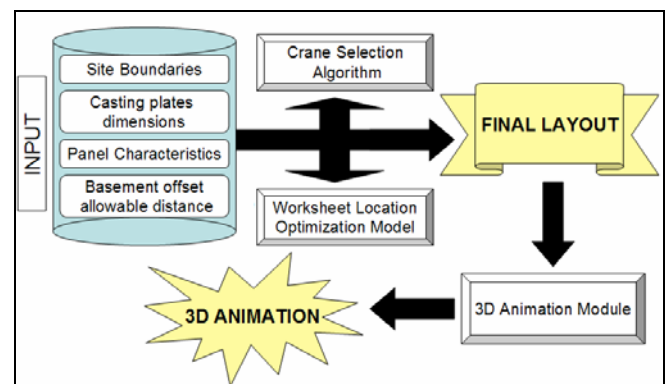 INPUT
Site Boundaries
Casting plates
dimensions
Panel Characteristics
Basement offset
allowable distance
Crane Selection
Algorithm
Worksheet Location
Optimization Model
FINAL LAYOUT
3D Animation Module
3D ANIMATION